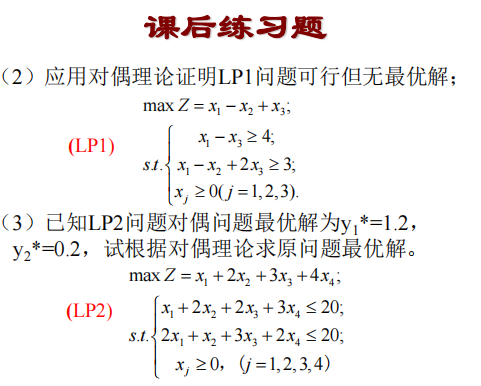 课后练习题
（2）应用对偶理论证明LP1问题可行但无最优解；
max Z = x₁ − x₂ + x₃;
(LP1)
s.t. { x₁ − x₃ ≥ 4;
x₁ − x₂ + 2x₃ ≥ 3;
xⱼ ≥ 0(j = 1,2,3).
（3）已知LP2问题对偶问题最优解为y₁*=1.2，
y₂*=0.2，试根据对偶理论求原问题最优解。
max Z = x₁ + 2x₂ + 3x₃ + 4x₄;
(LP2)
s.t. { x₁ + 2x₂ + 2x₃ + 3x₄ ≤ 20;
2x₁ + x₂ + 3x₃ + 2x₄ ≤ 20;
xⱼ ≥ 0，（j = 1,2,3,4）